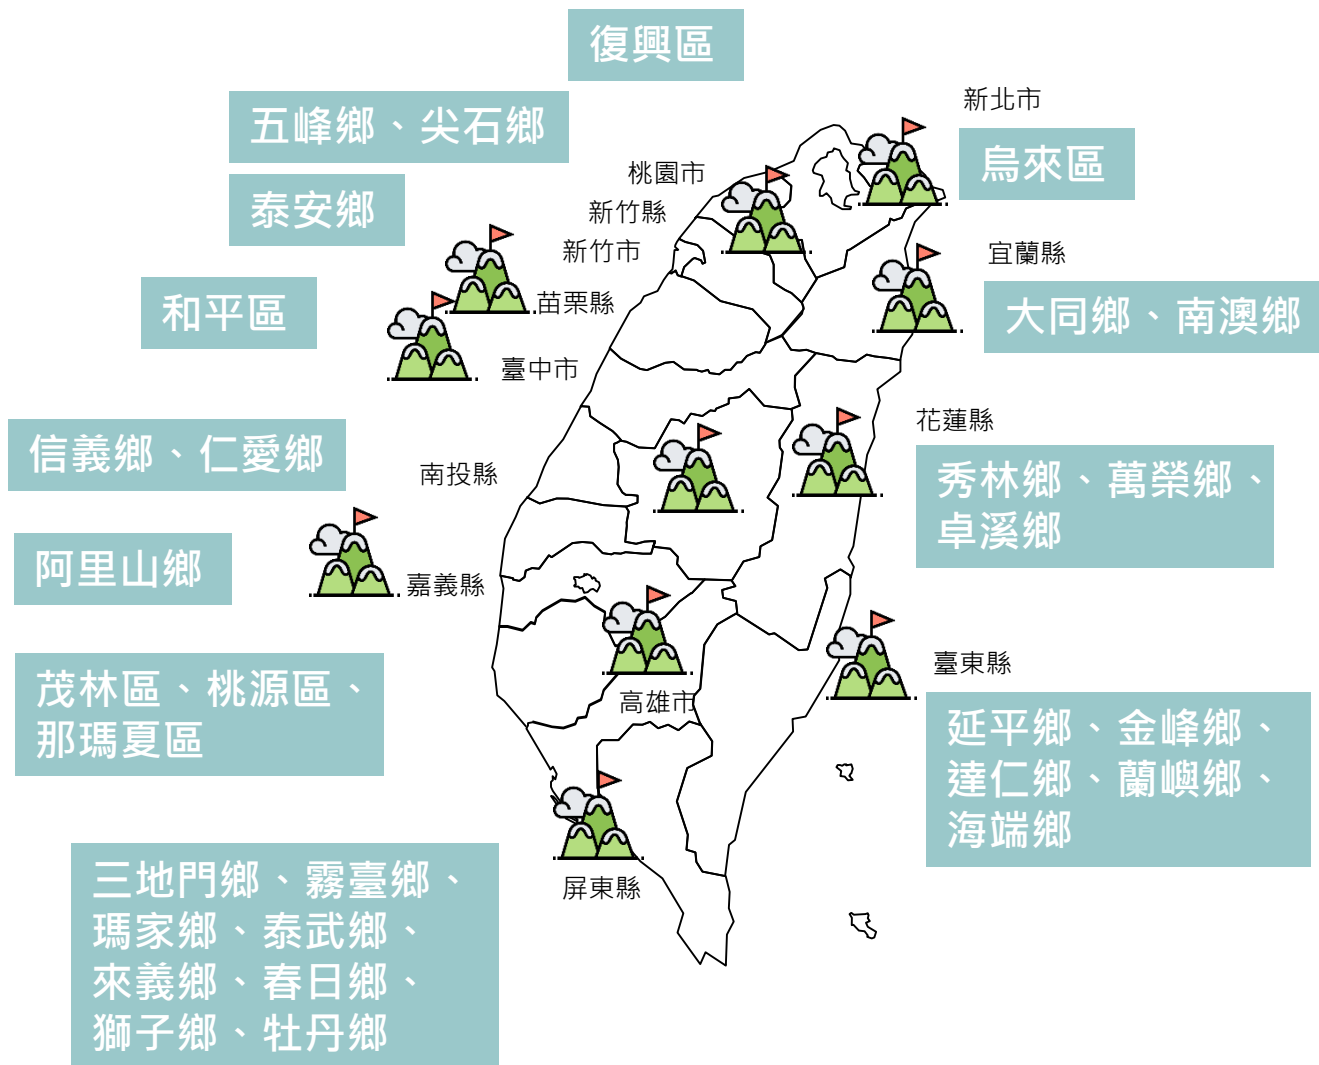 復興區
新北市
五峰鄉、尖石鄉
烏來區
桃園市
泰安鄉
新竹縣
新竹市
宜蘭縣
和平區
苗栗縣
大同鄉、南澳鄉
臺中市
花蓮縣
信義鄉、仁愛鄉
南投縣
秀林鄉、萬榮鄉、
卓溪鄉
阿里山鄉
嘉義縣
臺東縣
茂林區、桃源區、
那瑪夏區
高雄市
延平鄉、金峰鄉、
達仁鄉、蘭嶼鄉、
海端鄉
屏東縣
三地門鄉、霧臺鄉、
瑪家鄉、泰武鄉、
來義鄉、春日鄉、
獅子鄉、牡丹鄉